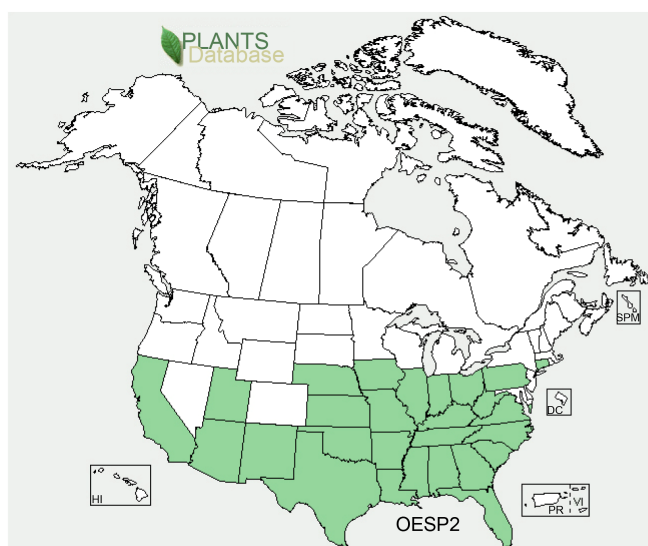 PLANTS
Database
SPM
DC
HI
PR
VI
OESP2